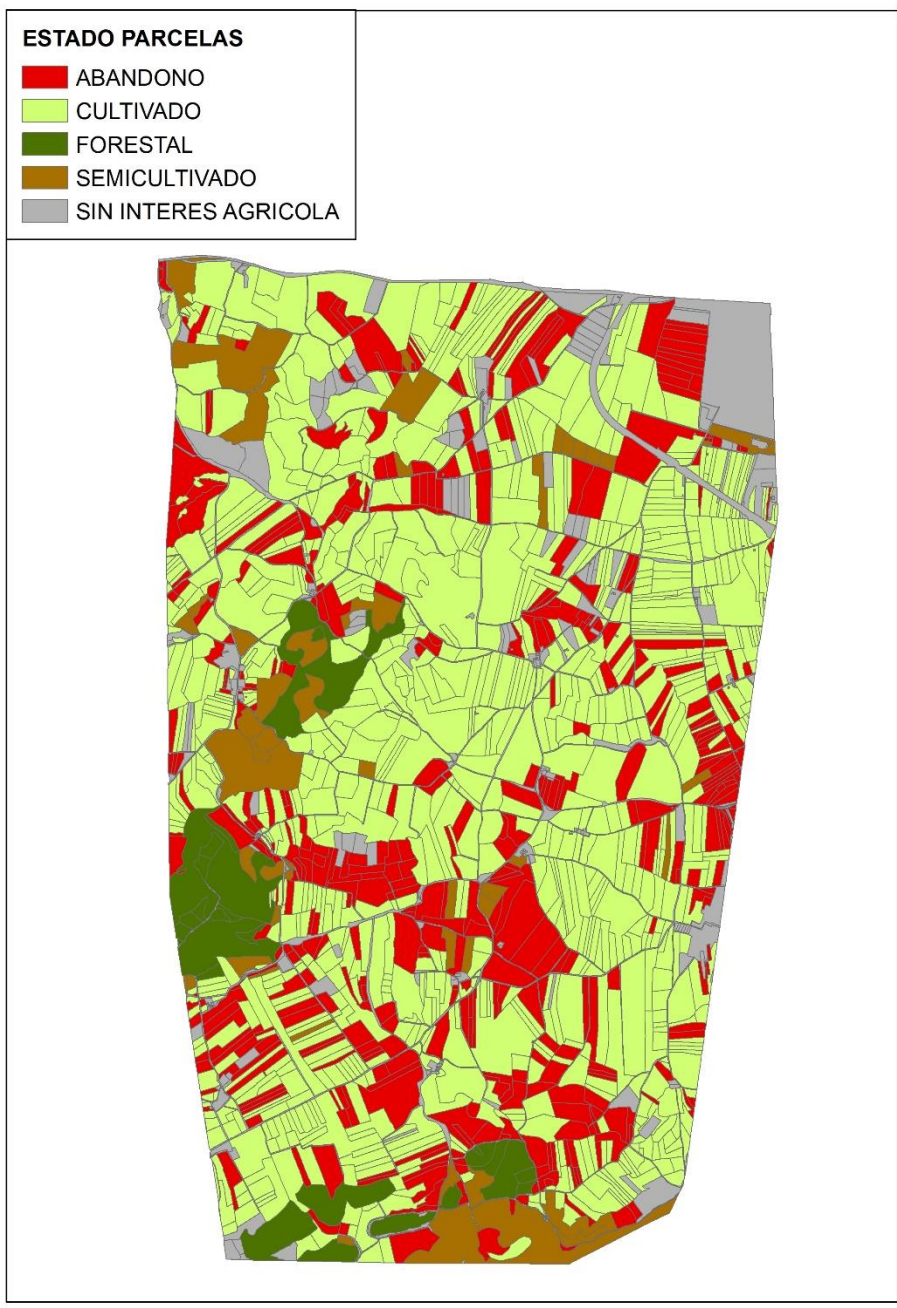 ESTADO PARCELAS
ABANDONO
CULTIVADO
FORESTAL
SEMICULTIVADO
SIN INTERES AGRICOLA